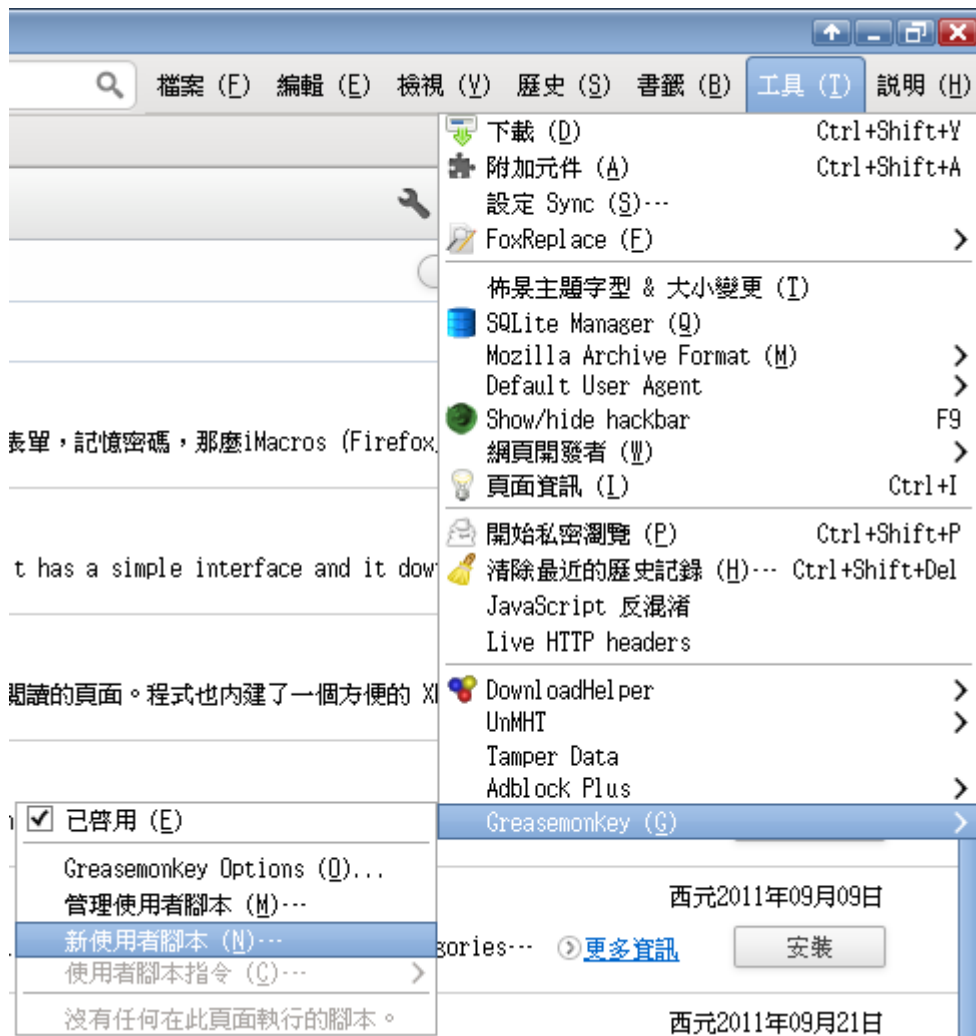 檔案 (F) 編輯 (E) 檢視 (V) 歷史 (S) 書籤 (B) 工具 (T) 說明 (H)
下載 (D) Ctrl+Shift+Y
附加元件 (A) Ctrl+Shift+A
設定 Sync (S)…
FoxReplace (F)
佈景主題字型 & 大小變更 (T)
SQLite Manager (Q)
Mozilla Archive Format (M)
Default User Agent
Show/hide hackbar F9
網頁開發者 (W)
頁面資訊 (I) Ctrl+I
開始私密瀏覽 (P) Ctrl+Shift+P
清除最近的歷史記錄 (H)… Ctrl+Shift+Del
JavaScript 反混淆
Live HTTP headers
DownloadHelper
UnMHT
Tamper Data
Adblock Plus
Greasemonkey (G)
表單，記憶密碼，那麼iMacros (Firefox
t has a simple interface and it dow
閱讀的頁面。程式也內建了一個方便的
已啓用 (E)
Greasemonkey Options (O)...
管理使用者腳本 (M)…
新使用者腳本 (N)…
使用者腳本指令 (C)…
沒有任何在此頁面執行的腳本。
西元2011年09月09日
gories… 更多資訊 安裝
西元2011年09月21日